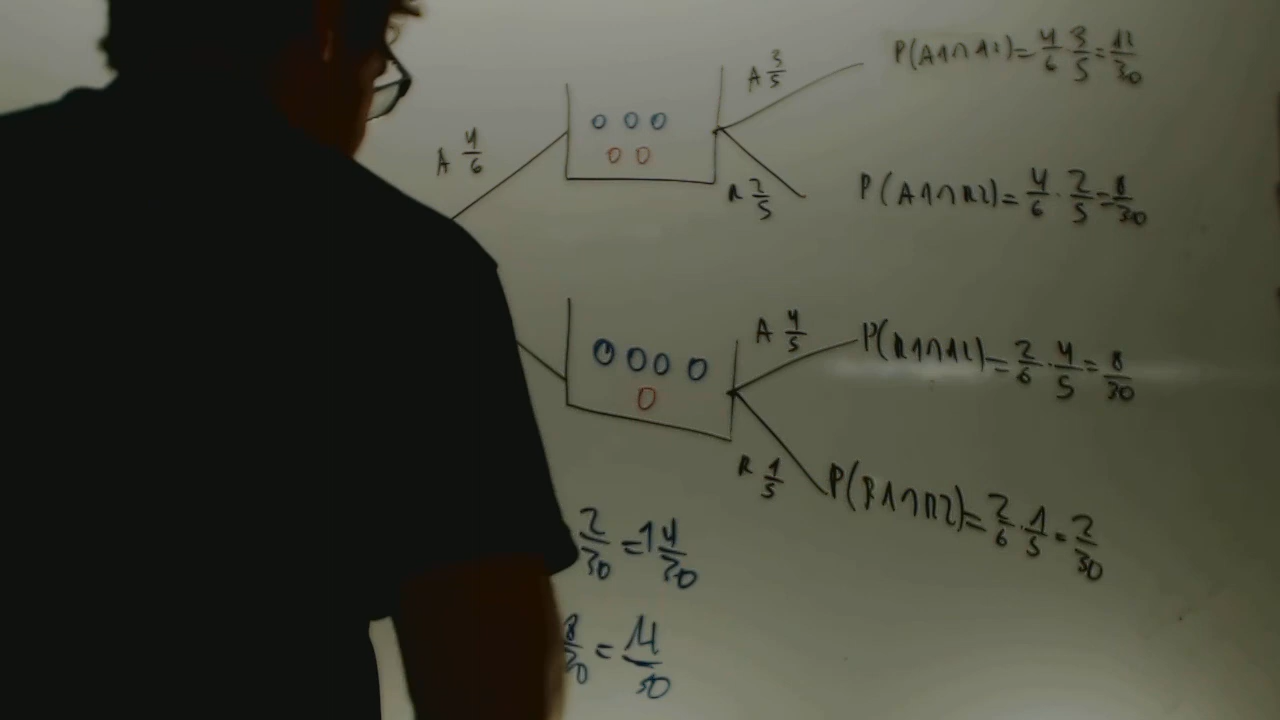 A 4/6
A 3/5
P(A1∩A2)= 4/6 · 3/5 = 12/30
R 2/5
P(A1∩R2)= 4/6 · 2/5 = 8/30
A 4/5
P(R1∩A2)= 2/6 · 4/5 = 8/30
R 1/5
P(R1∩R2)= 2/6 · 1/5 = 2/30
2/30 = 14/30
8/30 =